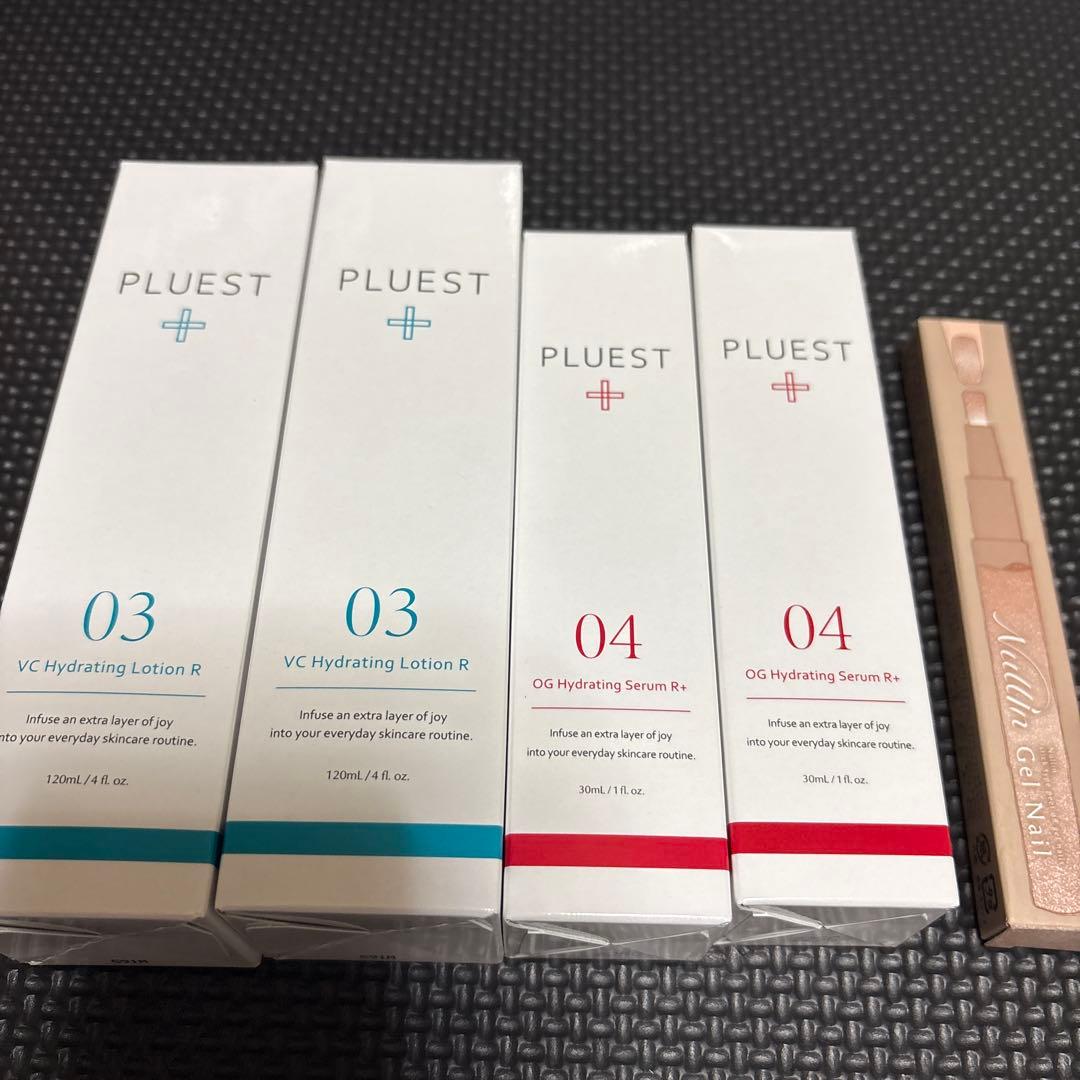 PLUEST
03
VC Hydrating Lotion R
Infuse an extra layer of joy
nto your everyday skincare routine.
120mL / 4 fl. oz.
PLUEST
03
VC Hydrating Lotion R
Infuse an extra layer of joy
into your everyday skincare routine.
120mL / 4 fl. oz.
PLUEST
04
OG Hydrating Serum R+
Infuse an extra layer of joy
into your everyday skincare routine.
30mL / 1 fl. oz.
PLUEST
04
OG Hydrating Serum R+
Infuse an extra layer of joy
into your everyday skincare routine.
30mL / 1 fl. oz.
Gel Nail